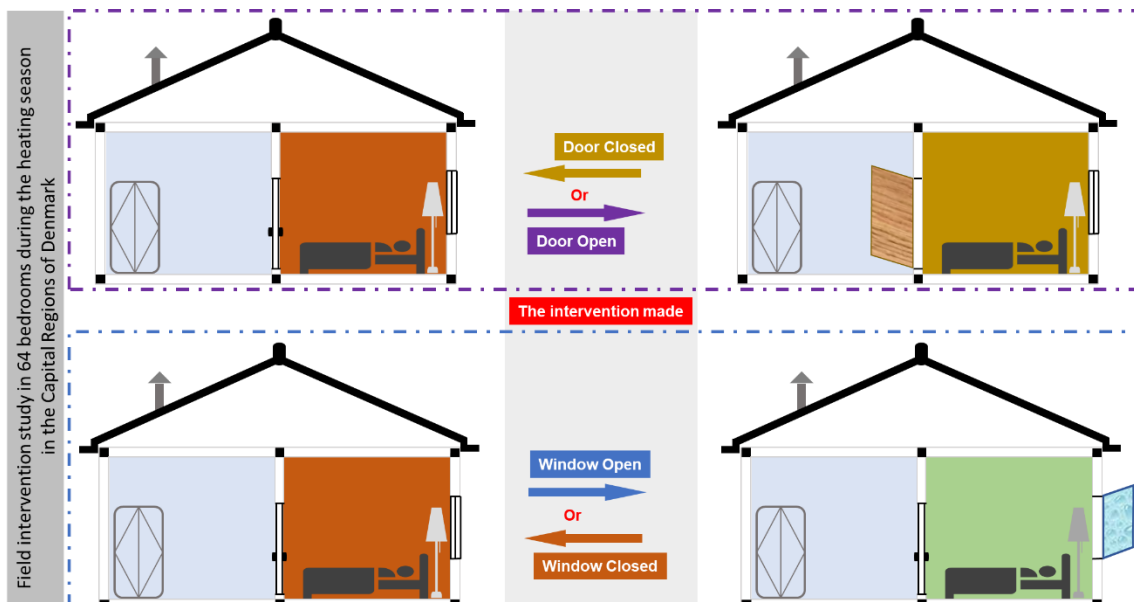 Field intervention study in 64 bedrooms during the heating season
in the Capital Regions of Denmark
Door Closed
Or
Door Open
The intervention made
Window Open
Or
Window Closed